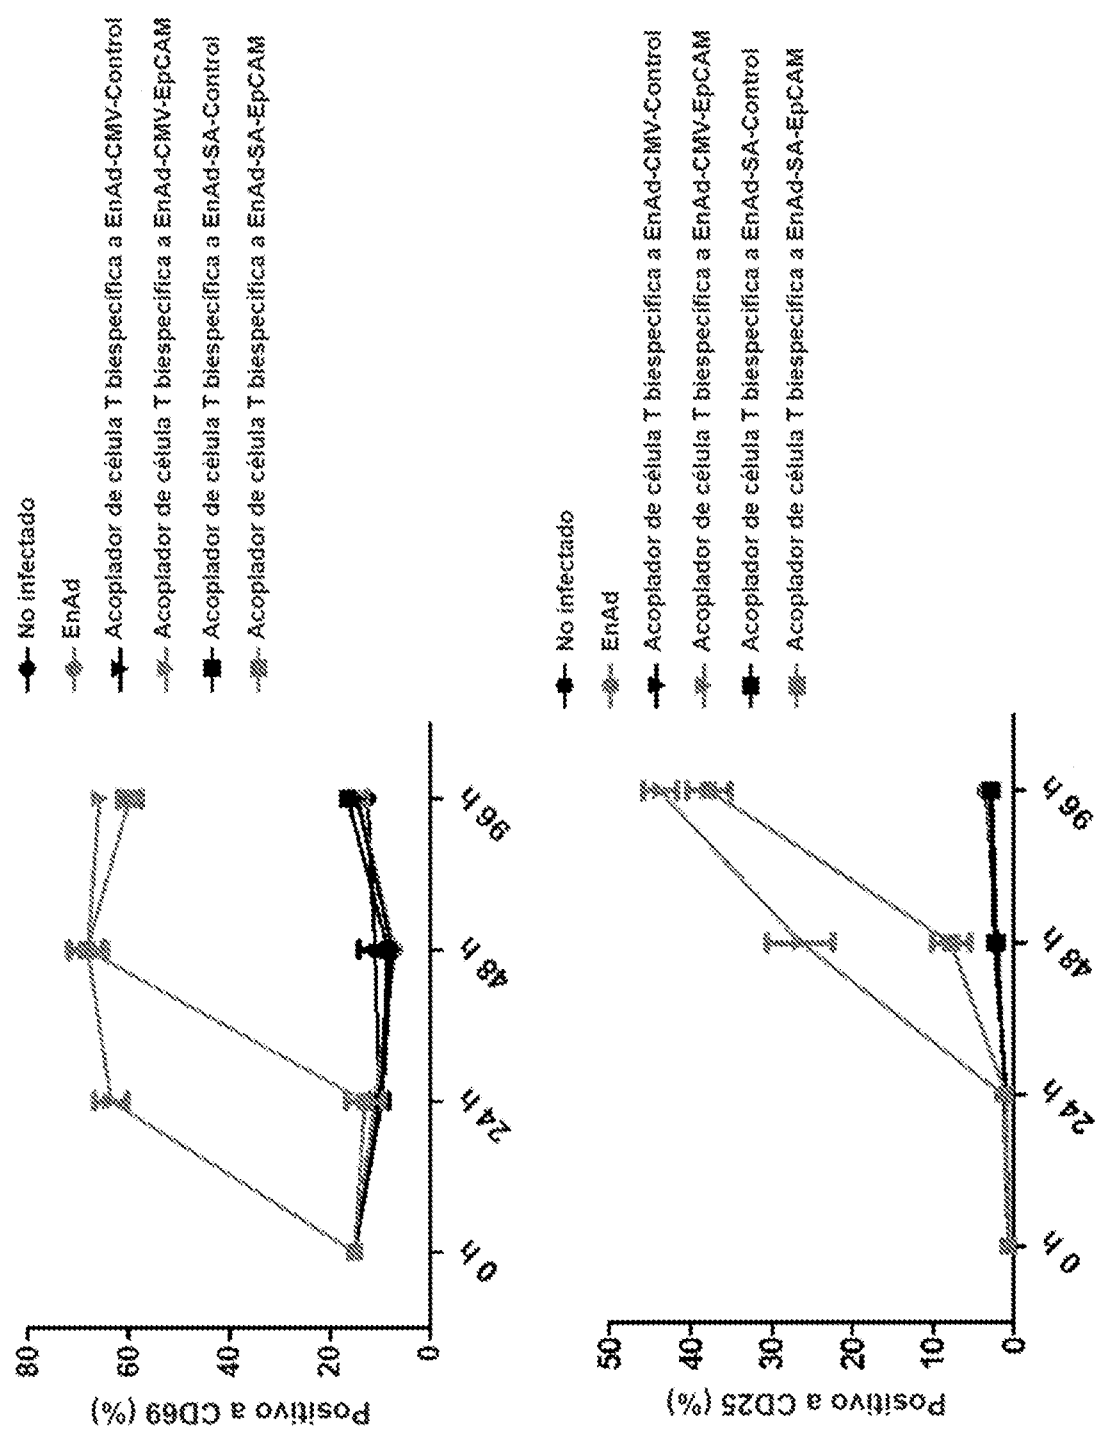 Positivo a CD69 (%)
80
60
40
20
0
0 h
24 h
48 h
96 h
No infectado
EnAd
Acoplador de célula T biespecífica a EnAd-CMV-Control
Acoplador de célula T biespecífica a EnAd-CMV-EpCAM
Acoplador de célula T biespecífica a EnAd-SA-Control
Acoplador de célula T biespecífica a EnAd-SA-EpCAM
Positivo a CD25 (%)
50
40
30
20
10
0
0 h
24 h
48 h
96 h
No infectado
EnAd
Acoplador de célula T biespecífica a EnAd-CMV-Control
Acoplador de célula T biespecífica a EnAd-CMV-EpCAM
Acoplador de célula T biespecífica a EnAd-SA-Control
Acoplador de célula T biespecífica a EnAd-SA-EpCAM